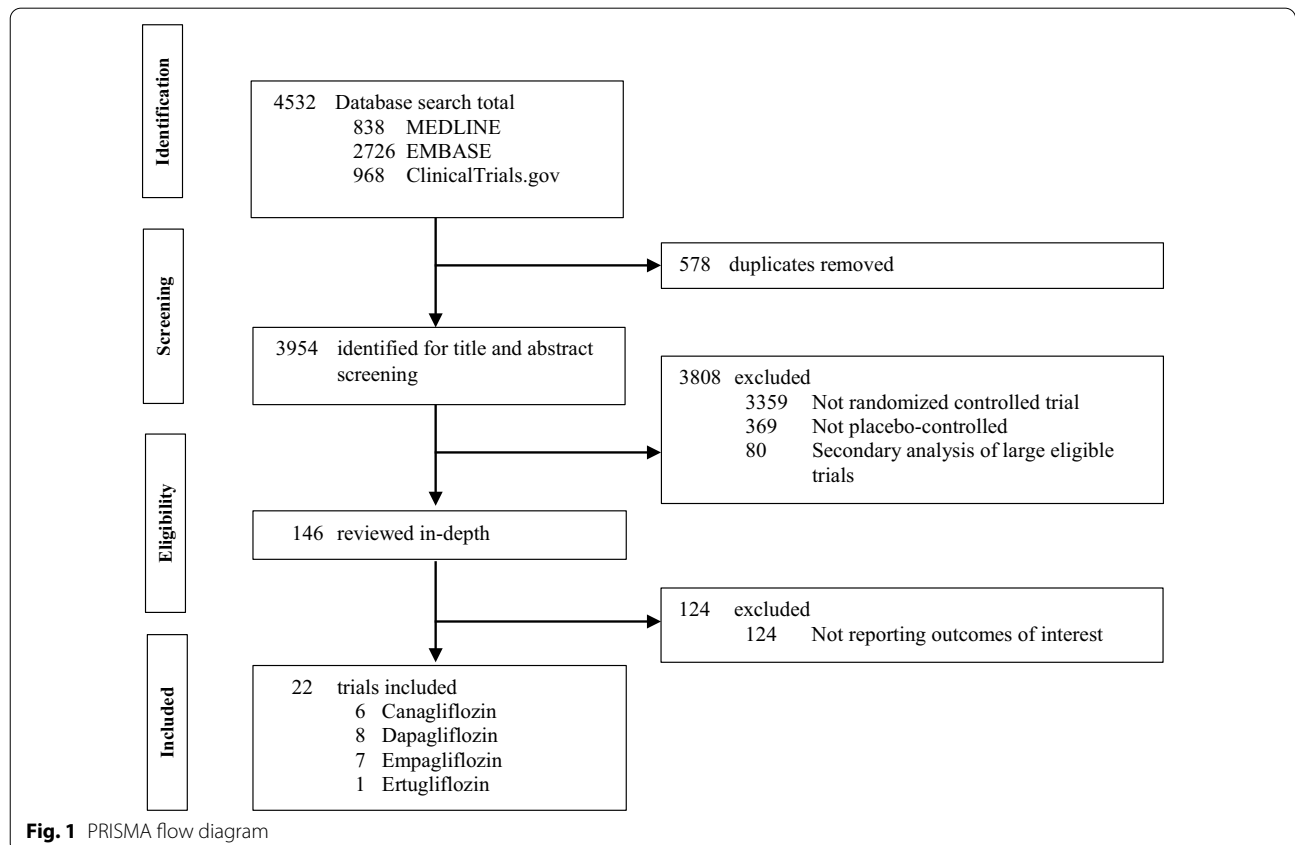 Identification
4532 Database search total
838 MEDLINE
2726 EMBASE
968 ClinicalTrials.gov
578 duplicates removed
Screening
3954 identified for title and abstract
screening
3808 excluded
3359 Not randomized controlled trial
369 Not placebo-controlled
80 Secondary analysis of large eligible
trials
Eligibility
146 reviewed in-depth
124 excluded
124 Not reporting outcomes of interest
Included
22 trials included
6 Canagliflozin
8 Dapagliflozin
7 Empagliflozin
1 Ertugliflozin
Fig. 1 PRISMA flow diagram